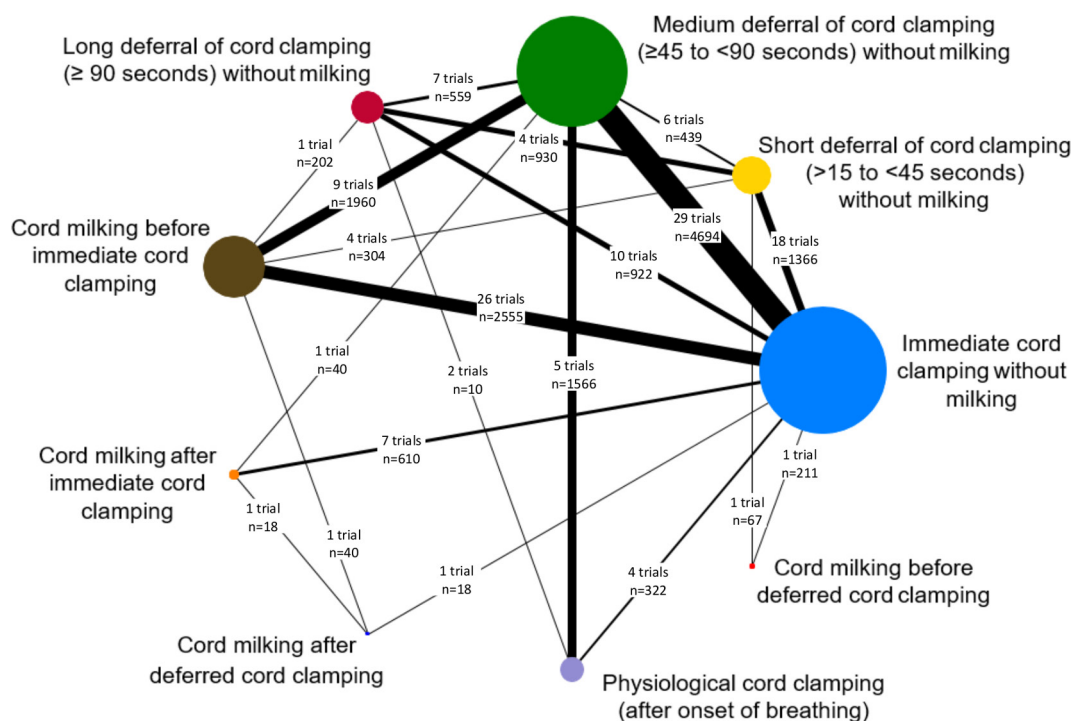 Medium deferral of cord clamping
(≥45 to <90 seconds) without milking
Long deferral of cord clamping
(≥ 90 seconds) without milking
7 trials
n=559
6 trials
n=439
4 trials
n=930
Short deferral of cord clamping
(>15 to <45 seconds)
without milking
1 trial
n=202
9 trials
n=1960
29 trials
n=4694
18 trials
n=1366
Cord milking before
immediate cord
clamping
4 trials
n=304
10 trials
n=922
26 trials
n=2555
Immediate cord
clamping without
milking
1 trial
n=40
2 trials
n=10
5 trials
n=1566
7 trials
n=610
1 trial
n=211
Cord milking after
immediate cord
clamping
1 trial
n=18
1 trial
n=40
1 trial
n=67
1 trial
n=18
4 trials
n=322
Cord milking before
deferred cord clamping
Cord milking after
deferred cord clamping
Physiological cord clamping
(after onset of breathing)